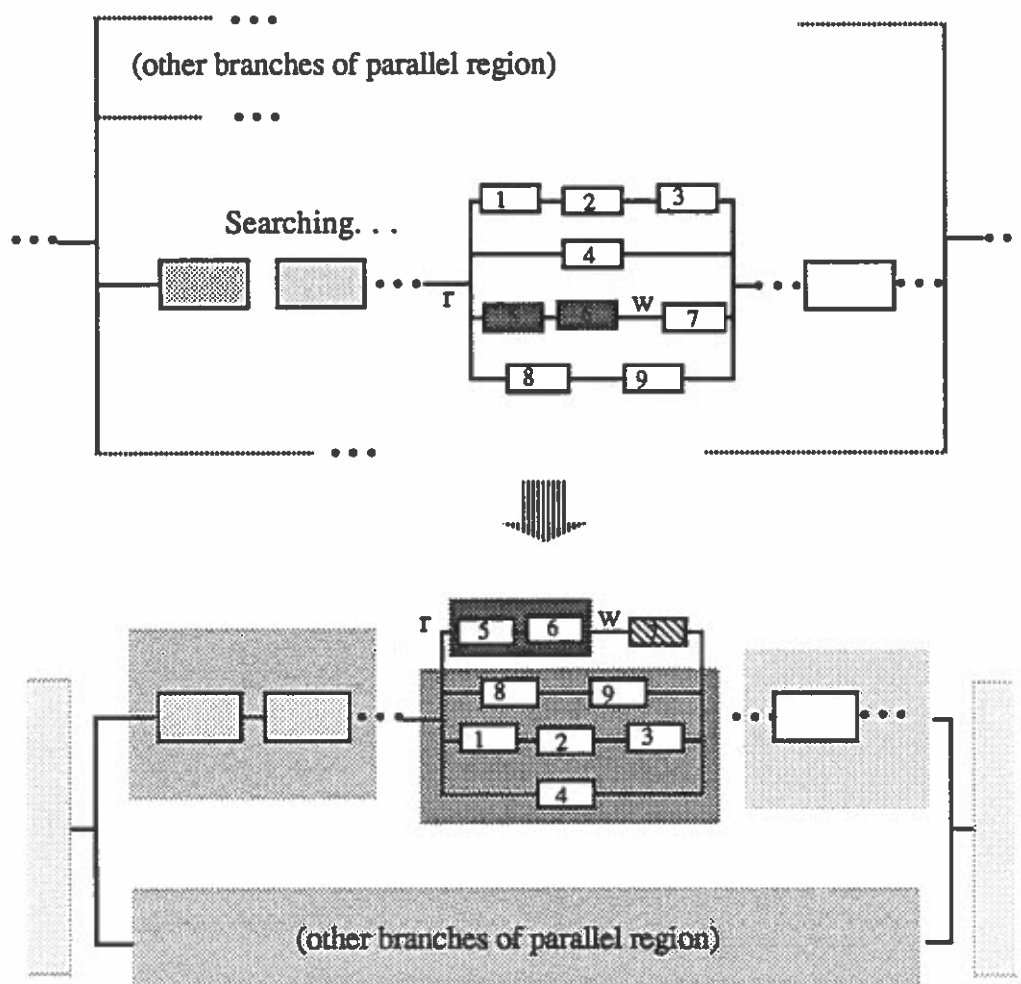 (other branches of parallel region)
Searching. . .
1 2 3
4
r
w 7
8 9
r 5 6 w
8 9
1 2 3
4
(other branches of parallel region)